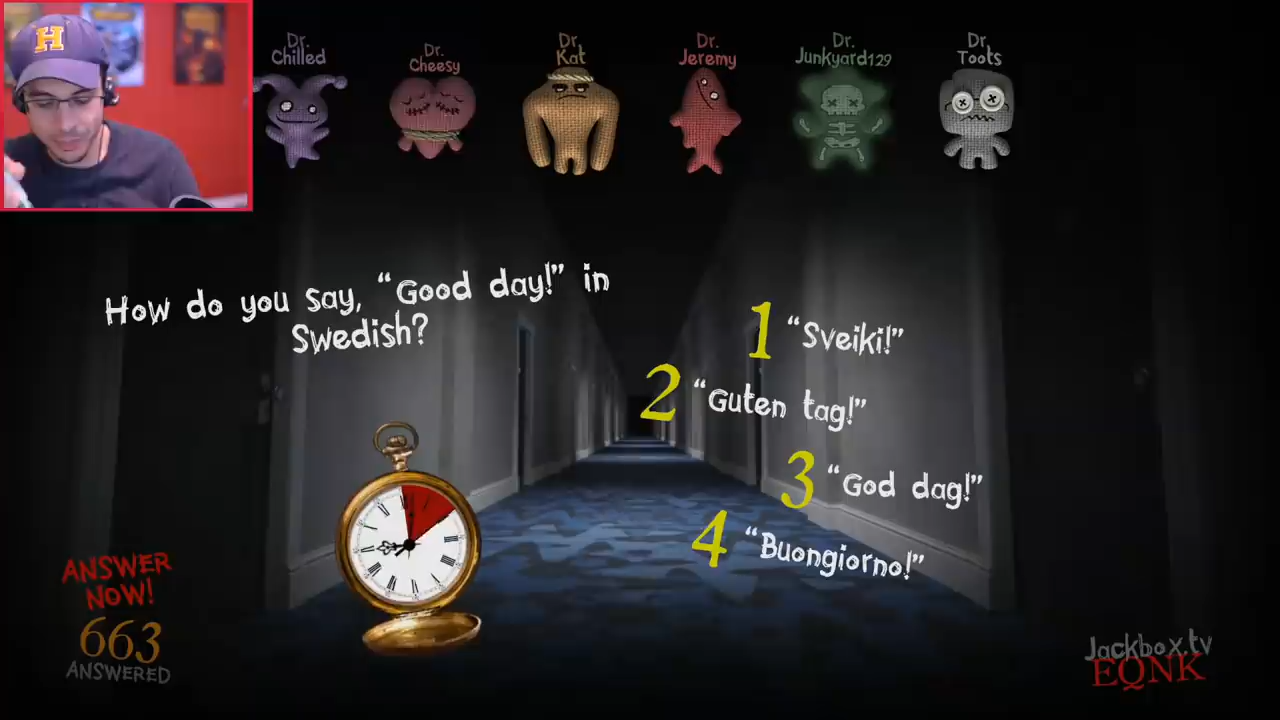 H
Dr.
Chilled
Dr.
Cheesy
Dr.
Kat
Dr.
Jeremy
Dr.
Junkyard129
Dr.
Toots
How do you say, “Good day!” in
Swedish?
1 “Sveiki!”
2 “Guten tag!”
3 “God dag!”
4 “Buongiorno!”
ANSWER
NOW!
663
ANSWERED
Jackbox.tv
EQNK